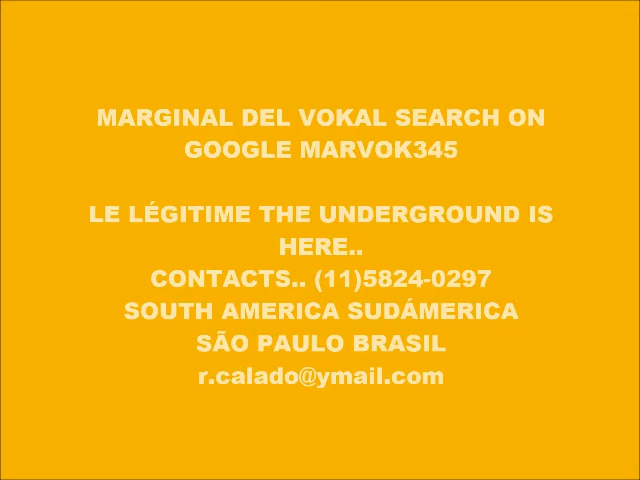 MARGINAL DEL VOKAL SEARCH ON
GOOGLE MARVOK345
LE LÉGITIME THE UNDERGROUND IS
HERE..
CONTACTS.. (11)5824-0297
SOUTH AMERICA SUDÁMERICA
SÃO PAULO BRASIL
r.calado@ymail.com